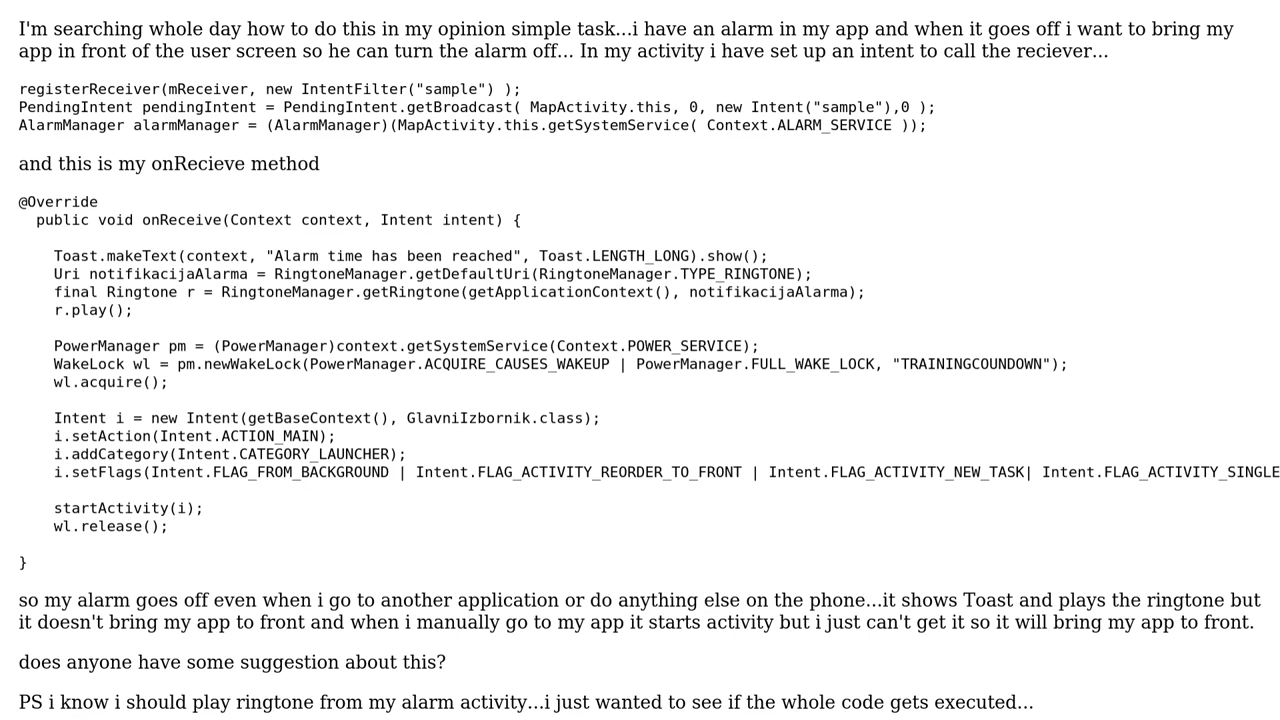 I'm searching whole day how to do this in my opinion simple task...i have an alarm in my app and when it goes off i want to bring my
app in front of the user screen so he can turn the alarm off... In my activity i have set up an intent to call the reciever...
registerReceiver(mReceiver, new IntentFilter("sample") );
PendingIntent pendingIntent = PendingIntent.getBroadcast( MapActivity.this, 0, new Intent("sample"),0 );
AlarmManager alarmManager = (AlarmManager)(MapActivity.this.getSystemService( Context.ALARM_SERVICE ));
and this is my onRecieve method
@Override
  public void onReceive(Context context, Intent intent) {
    Toast.makeText(context, "Alarm time has been reached", Toast.LENGTH_LONG).show();
    Uri notifikacijaAlarma = RingtoneManager.getDefaultUri(RingtoneManager.TYPE_RINGTONE);
    final Ringtone r = RingtoneManager.getRingtone(getApplicationContext(), notifikacijaAlarma);
    r.play();
    PowerManager pm = (PowerManager)context.getSystemService(Context.POWER_SERVICE);
    WakeLock wl = pm.newWakeLock(PowerManager.ACQUIRE_CAUSES_WAKEUP | PowerManager.FULL_WAKE_LOCK, "TRAININGCOUNDOWN");
    wl.acquire();
    Intent i = new Intent(getBaseContext(), GlavniIzbornik.class);
    i.setAction(Intent.ACTION_MAIN);
    i.addCategory(Intent.CATEGORY_LAUNCHER);
    i.setFlags(Intent.FLAG_FROM_BACKGROUND | Intent.FLAG_ACTIVITY_REORDER_TO_FRONT | Intent.FLAG_ACTIVITY_NEW_TASK| Intent.FLAG_ACTIVITY_SINGLE
    startActivity(i);
    wl.release();
}
so my alarm goes off even when i go to another application or do anything else on the phone...it shows Toast and plays the ringtone but
it doesn't bring my app to front and when i manually go to my app it starts activity but i just can't get it so it will bring my app to front.
does anyone have some suggestion about this?
PS i know i should play ringtone from my alarm activity...i just wanted to see if the whole code gets executed...